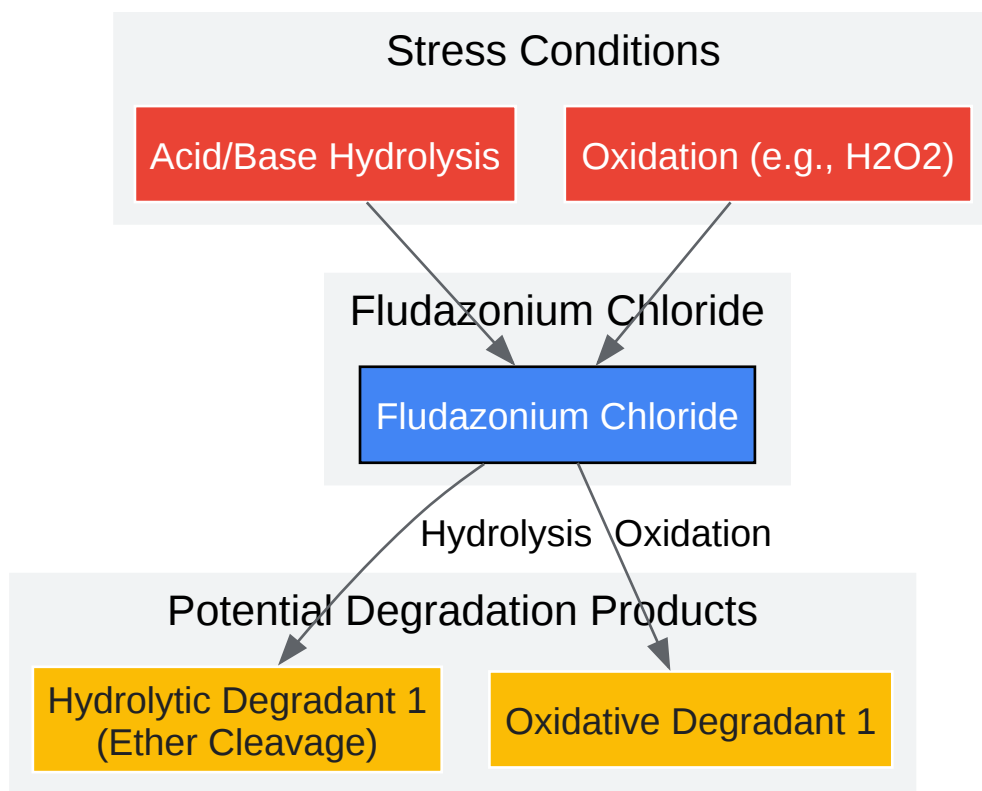 Stress Conditions
Acid/Base Hydrolysis
Oxidation (e.g., H2O2)
Fludazonium Chloride
Fludazonium Chloride
Hydrolysis
Oxidation
Potential Degradation Products
Hydrolytic Degradant 1
(Ether Cleavage)
Oxidative Degradant 1